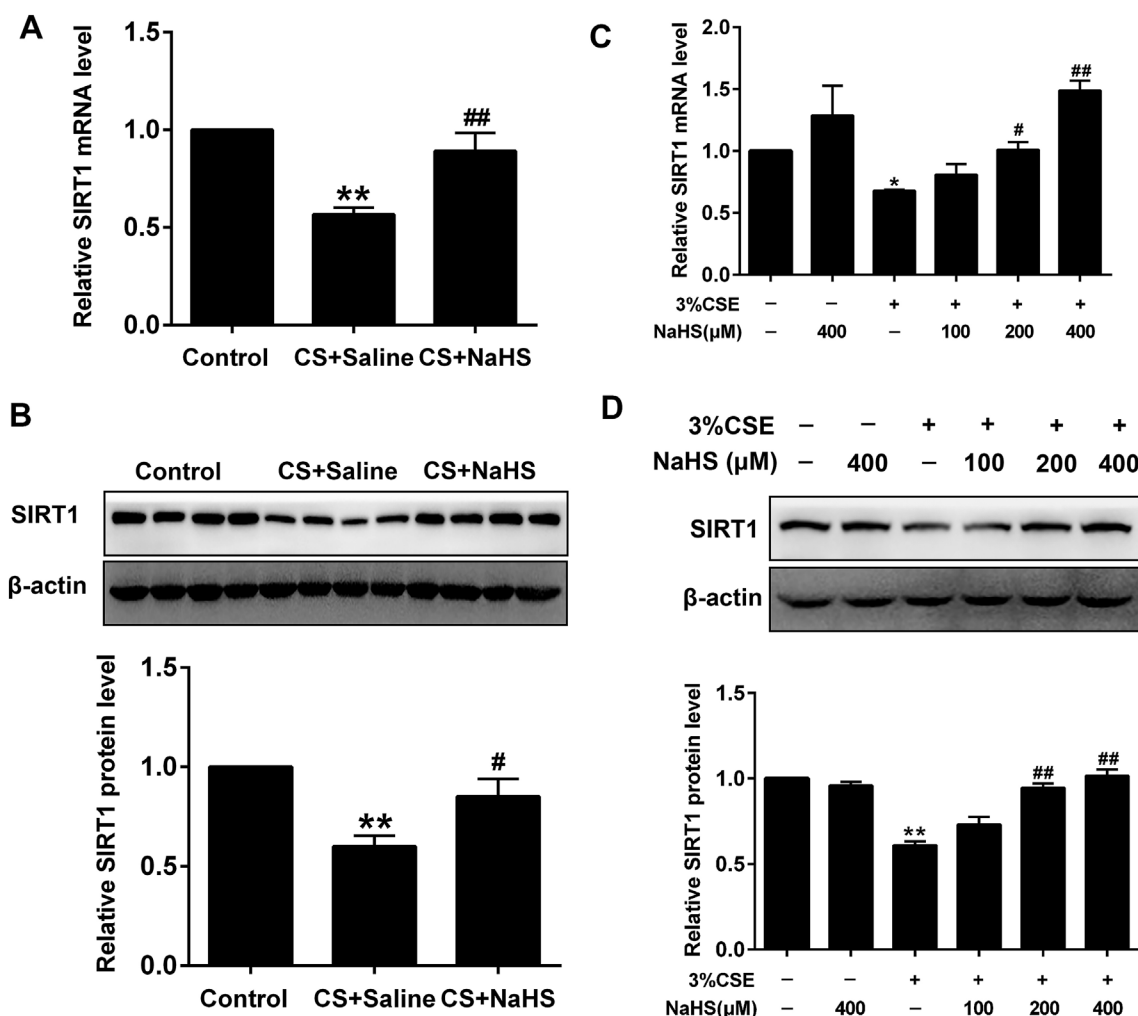 A
Relative SIRT1 mRNA level
1.5
1.0
0.5
0.0
**
##
Control CS+Saline CS+NaHS
C
Relative SIRT1 mRNA level
2.0
1.5
1.0
0.5
0.0
*
#
##
3%CSE – – + + + +
NaHS(μM) – 400 – 100 200 400
B
Control CS+Saline CS+NaHS
SIRT1
β-actin
Relative SIRT1 protein level
1.5
1.0
0.5
0.0
**
#
Control CS+Saline CS+NaHS
D
3%CSE – – + + + +
NaHS (μM) – 400 – 100 200 400
SIRT1
β-actin
Relative SIRT1 protein level
1.5
1.0
0.5
0.0
**
##
##
3%CSE – – + + + +
NaHS(μM) – 400 – 100 200 400